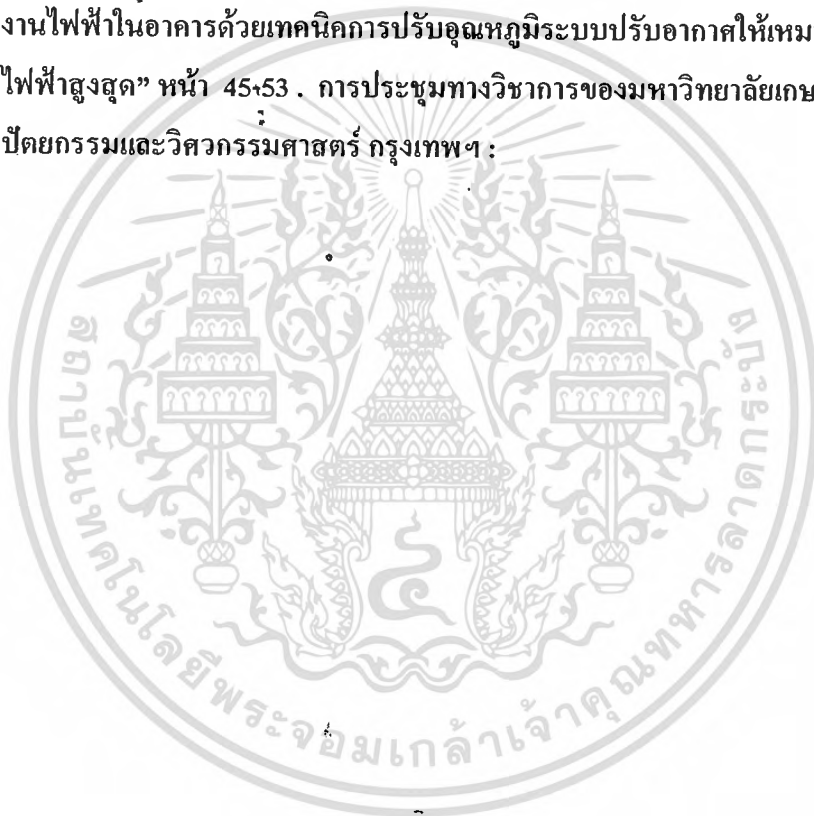 งานไฟฟ้าในอาคารด้วยเทคนิคการปรับอุณหภูมิระบบปรับอากาศให้เหม
ไฟฟ้าสูงสุด” หน้า 45-53 . การประชุมทางวิชาการของมหาวิทยาลัยเกษ
ปัตยกรรมและวิศวกรรมศาสตร์ กรุงเทพฯ :
สถาบันเทคโนโลยีพระจอมเกล้าเจ้าคุณทหารลาดกระบัง
๔